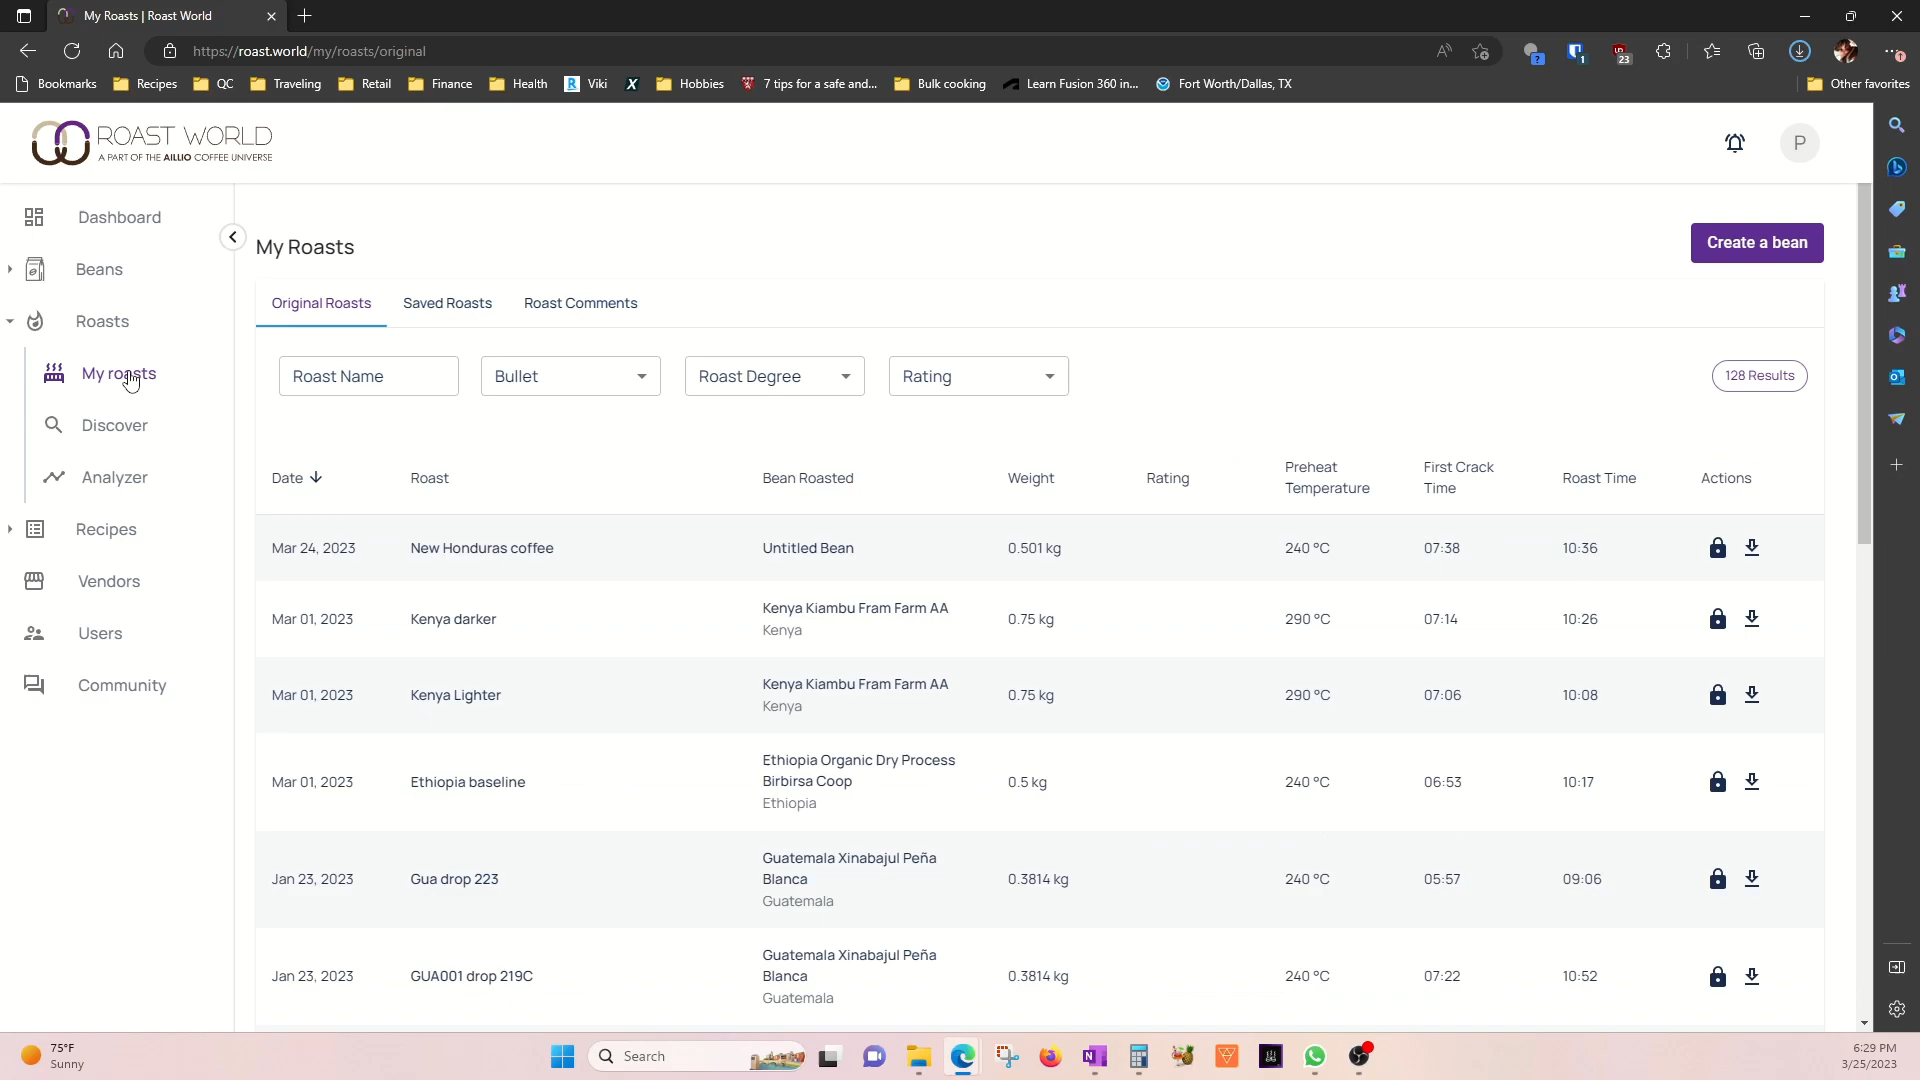 My Roasts | Roast World
https://roast.world/my/roasts/original
Bookmarks Recipes QC Traveling Retail Finance Health Viki Hobbies 7 tips for a safe and... Bulk cooking Learn Fusion 360 in... Fort Worth/Dallas, TX Other favorites
ROAST WORLD
A PART OF THE AILLIO COFFEE UNIVERSE
P
Dashboard
Beans
Roasts
My roasts
Discover
Analyzer
Recipes
Vendors
Users
Community
My Roasts
Create a bean
Original Roasts Saved Roasts Roast Comments
Roast Name Bullet Roast Degree Rating 128 Results
Date Roast Bean Roasted Weight Rating Preheat Temperature First Crack Time Roast Time Actions
Mar 24, 2023 New Honduras coffee Untitled Bean 0.501 kg 240 °C 07:38 10:36
Mar 01, 2023 Kenya darker Kenya Kiambu Fram Farm AA Kenya 0.75 kg 290 °C 07:14 10:26
Mar 01, 2023 Kenya Lighter Kenya Kiambu Fram Farm AA Kenya 0.75 kg 290 °C 07:06 10:08
Mar 01, 2023 Ethiopia baseline Ethiopia Organic Dry Process Birbirsa Coop Ethiopia 0.5 kg 240 °C 06:53 10:17
Jan 23, 2023 Gua drop 223 Guatemala Xinabajul Peña Blanca Guatemala 0.3814 kg 240 °C 05:57 09:06
Jan 23, 2023 GUA001 drop 219C Guatemala Xinabajul Peña Blanca Guatemala 0.3814 kg 240 °C 07:22 10:52
75°F
Sunny
Search
6:29 PM
3/25/2023